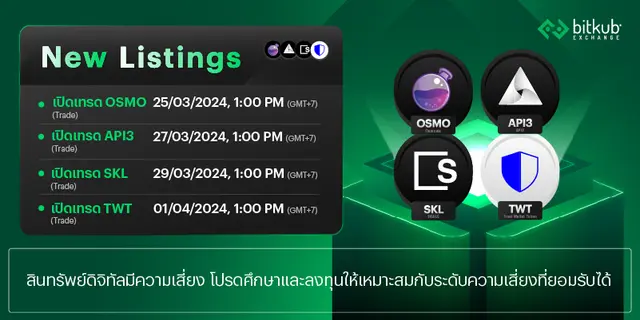 bitkub
EXCHANGE
New Listings
เปิดเทรด OSMO 25/03/2024, 1:00 PM (GMT+7)
(Trade)
เปิดเทรด API3 27/03/2024, 1:00 PM (GMT+7)
(Trade)
เปิดเทรด SKL 29/03/2024, 1:00 PM (GMT+7)
(Trade)
เปิดเทรด TWT 01/04/2024, 1:00 PM (GMT+7)
(Trade)
OSMO
Osmosis
API3
API3
S
SKL
SKALE
TWT
Trust Wallet Token
สินทรัพย์ดิจิทัลมีความเสี่ยง โปรดศึกษาและลงทุนให้เหมาะสมกับระดับความเสี่ยงที่ยอมรับได้